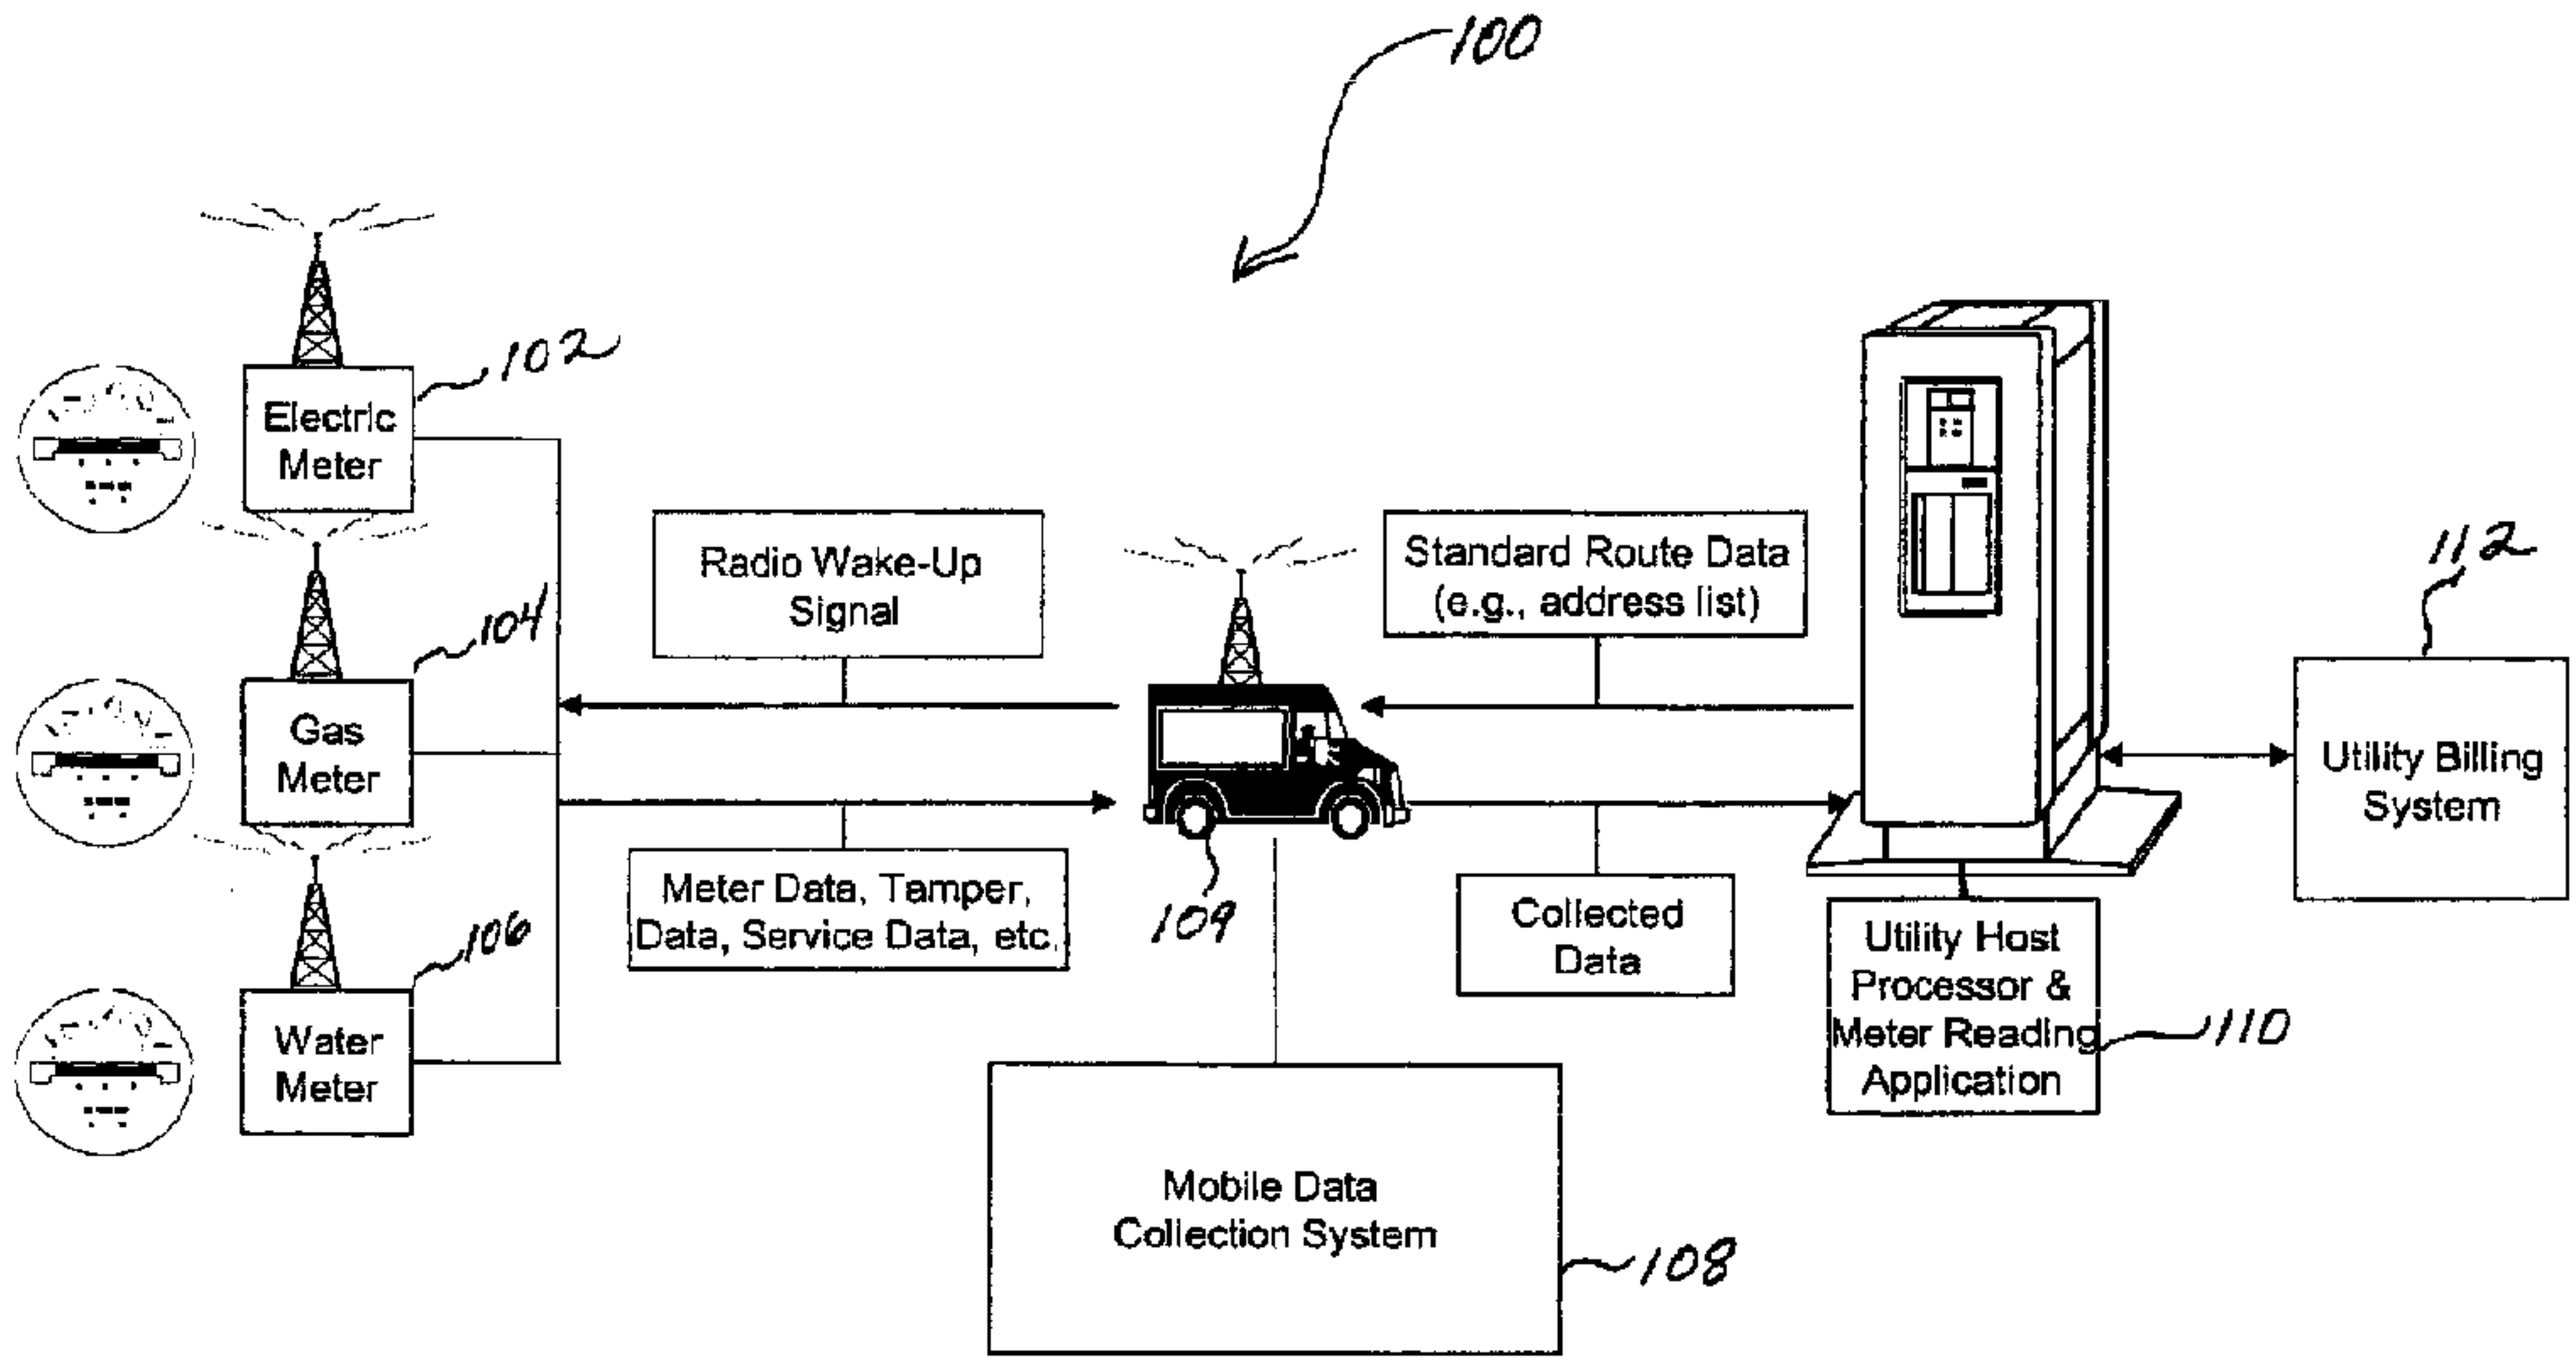 100
102
Electric
Meter
104
Gas
Meter
106
Water
Meter
Radio Wake-Up
Signal
Meter Data, Tamper,
Data, Service Data, etc.
109
Standard Route Data
(e.g., address list)
Collected
Data
Mobile Data
Collection System
108
Utility Host
Processor &
Meter Reading
Application
110
112
Utility Billing
System